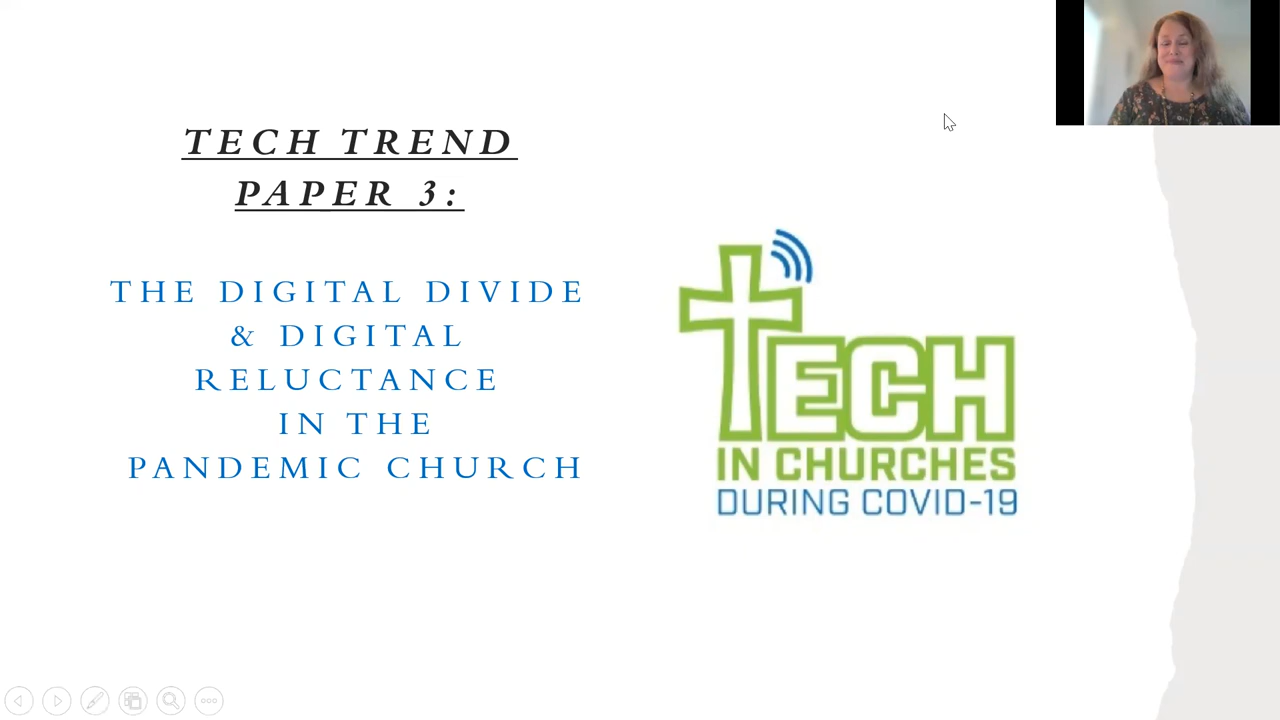 TECH TREND
PAPER 3:
THE DIGITAL DIVIDE
& DIGITAL
RELUCTANCE
IN THE
PANDEMIC CHURCH
TECH
IN CHURCHES
DURING COVID-19